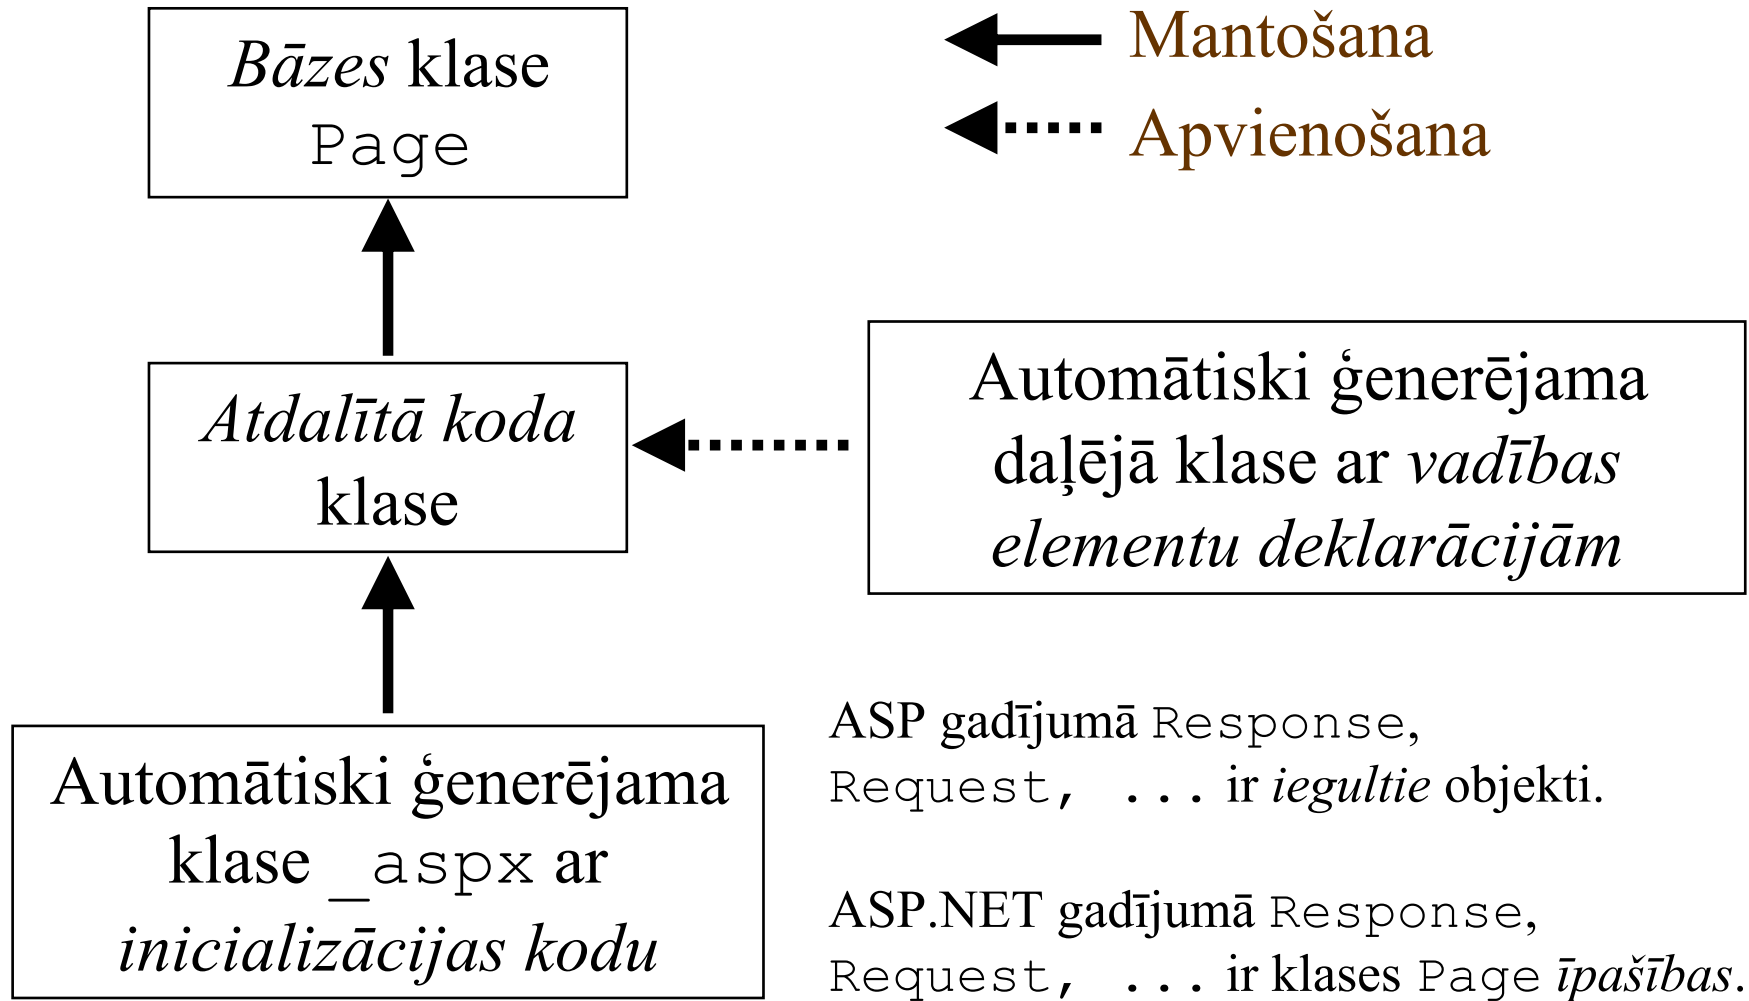 Bāzes klase
Page
Mantošana
Apvienošana
Atdalītā koda
klase
Automātiski ģenerējama
daļējā klase ar vadības
elementu deklarācijām
Automātiski ģenerējama
klase _aspx ar
inicializācijas kodu
ASP gadījumā Response,
Request, ... ir iegultie objekti.
ASP.NET gadījumā Response,
Request, ... ir klases Page īpašības.